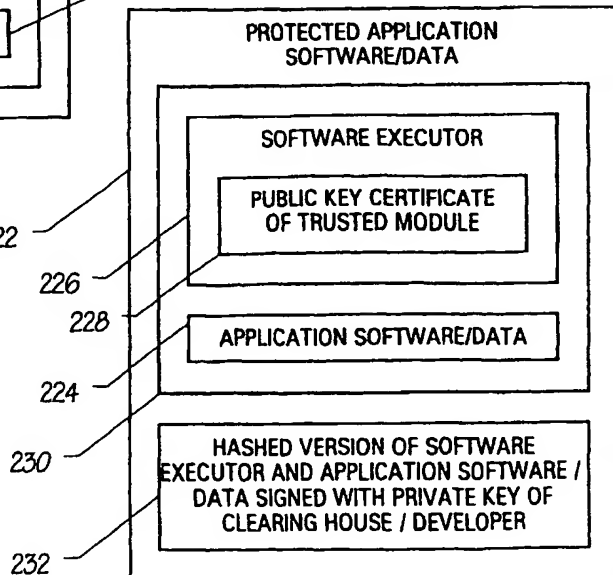 PROTECTED APPLICATION
SOFTWARE/DATA
SOFTWARE EXECUTOR
PUBLIC KEY CERTIFICATE
OF TRUSTED MODULE
22
226
228
APPLICATION SOFTWARE/DATA
224
230
HASHED VERSION OF SOFTWARE
EXECUTOR AND APPLICATION SOFTWARE /
DATA SIGNED WITH PRIVATE KEY OF
CLEARING HOUSE / DEVELOPER
232